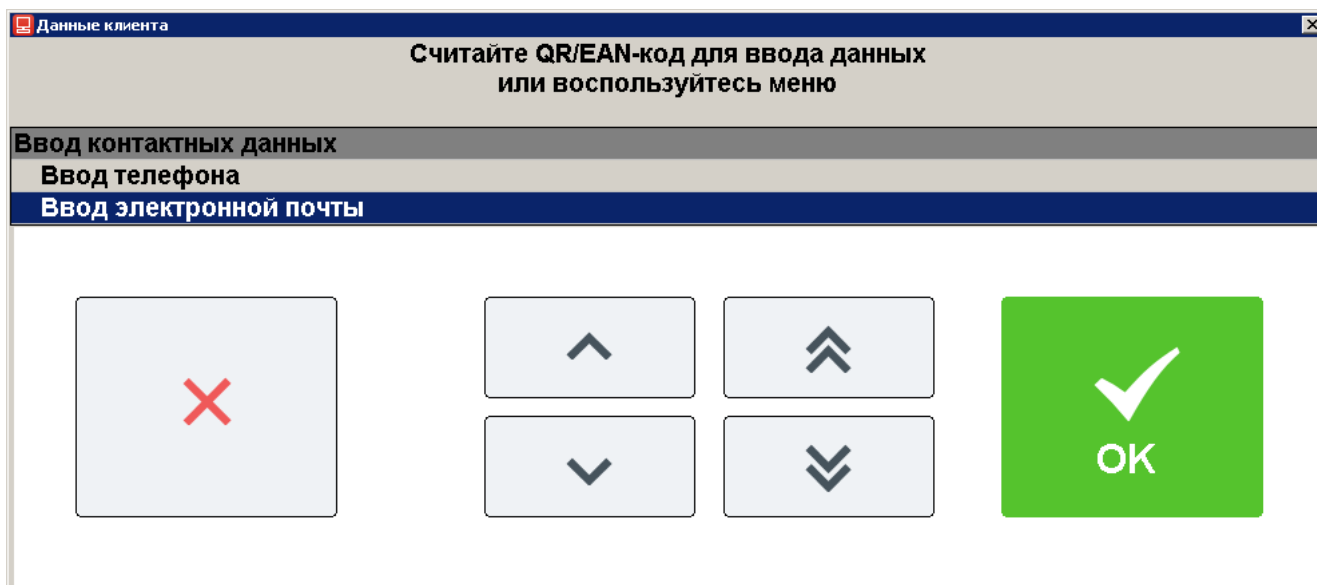 Данные клиента
Считайте QR/EAN-код для ввода данных
или воспользуйтесь меню
Ввод контактных данных
Ввод телефона
Ввод электронной почты
OK